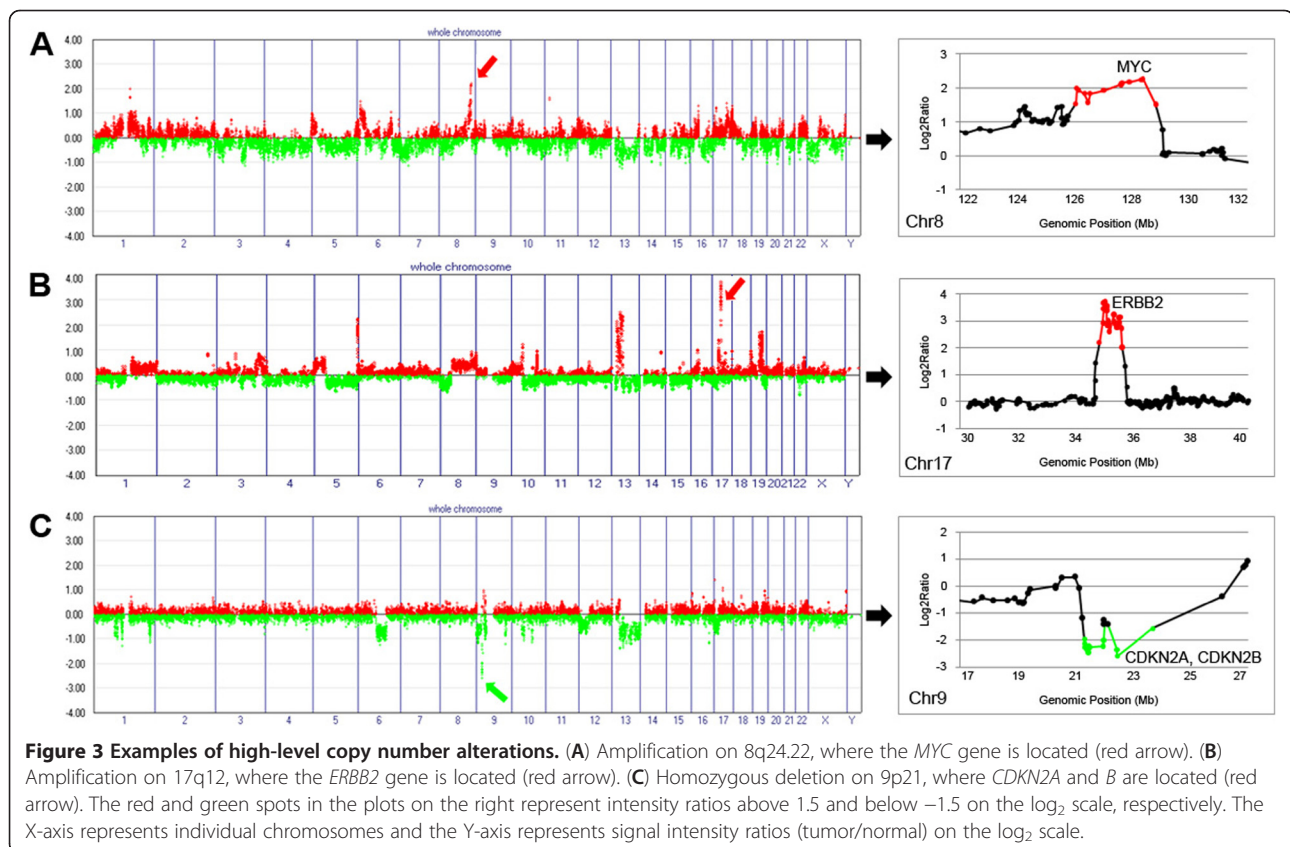 A
whole chromosome
4.00
3.00
2.00
1.00
0.00
-1.00
-2.00
-3.00
-4.00
1 2 3 4 5 6 7 8 9 10 11 12 13 14 15 16 17 18 19 20 21 22 X Y
MYC
Log2Ratio
3
2
1
0
-1
122 124 126 128 130 132
Chr8
Genomic Position (Mb)
B
whole chromosome
4.00
3.00
2.00
1.00
0.00
-1.00
-2.00
-3.00
-4.00
1 2 3 4 5 6 7 8 9 10 11 12 13 14 15 16 17 18 19 202122 X Y
ERBB2
Log2Ratio
4
3
2
1
0
-1
30 32 34 36 38 40
Chr17
Genomic Position (Mb)
C
whole chromosome
4.00
3.00
2.00
1.00
0.00
-1.00
-2.00
-3.00
-4.00
1 2 3 4 5 6 7 8 9 10 11 12 13 14 15 16 17 18 19 20 21 22 X Y
Log2Ratio
2
1
0
-1
-2
-3
CDKN2A, CDKN2B
17 19 21 23 25 27
Chr9
Genomic Position (Mb)
Figure 3 Examples of high-level copy number alterations. (A) Amplification on 8q24.22, where the MYC gene is located (red arrow). (B)
Amplification on 17q12, where the ERBB2 gene is located (red arrow). (C) Homozygous deletion on 9p21, where CDKN2A and B are located (red
arrow). The red and green spots in the plots on the right represent intensity ratios above 1.5 and below −1.5 on the log₂ scale, respectively. The
X-axis represents individual chromosomes and the Y-axis represents signal intensity ratios (tumor/normal) on the log₂ scale.